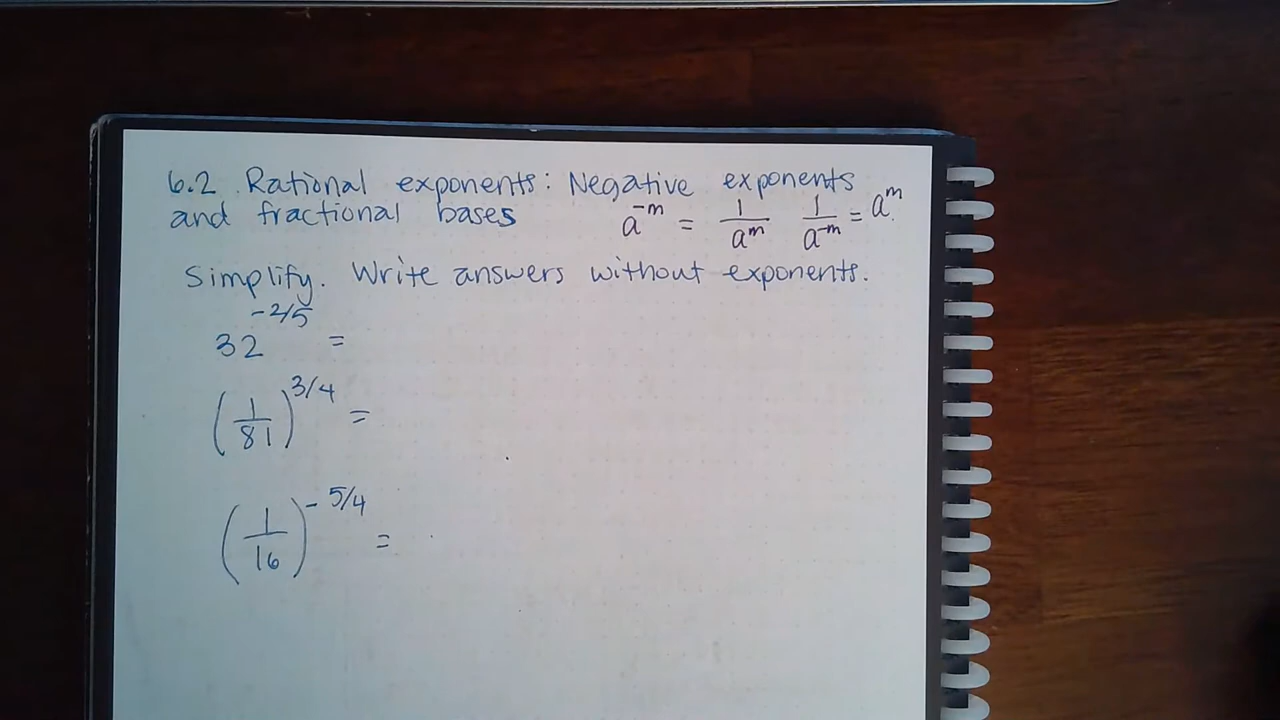 6.2 Rational exponents: Negative exponents
and fractional bases a^-m = 1/a^m 1/a^-m = a^m.
Simplify. Write answers without exponents.
32^-2/5 =
(1/81)^3/4 =
(1/16)^-5/4 =